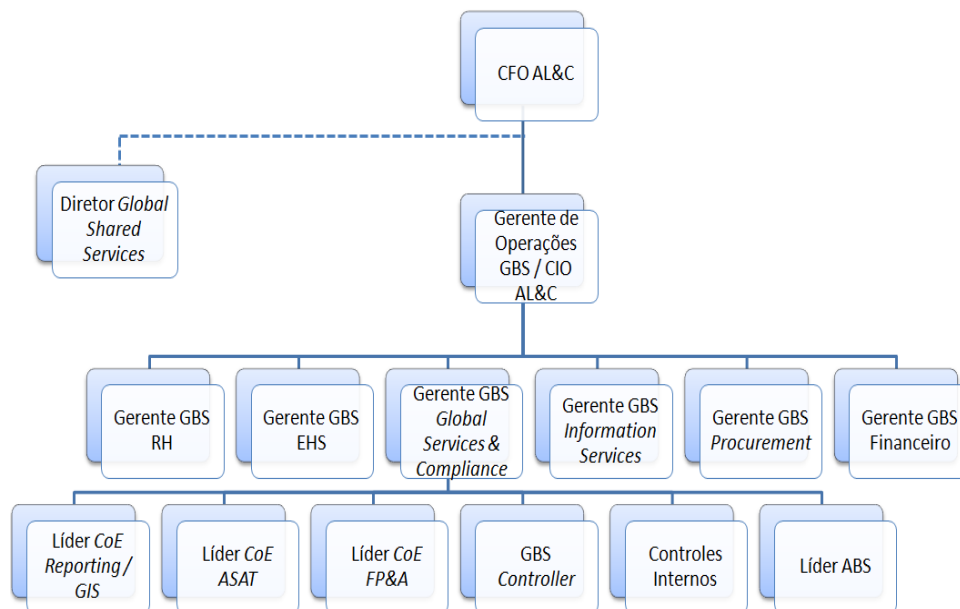 CFO AL&C
Diretor Global
Shared
Services
Gerente de
Operações
GBS / CIO
AL&C
Gerente GBS
RH
Gerente GBS
EHS
Gerente GBS
Global
Services &
Compliance
Gerente GBS
Information
Services
Gerente GBS
Procurement
Gerente GBS
Financeiro
Líder CoE
Reporting /
GIS
Líder CoE
ASAT
Líder CoE
FP&A
GBS
Controller
Controles
Internos
Líder ABS